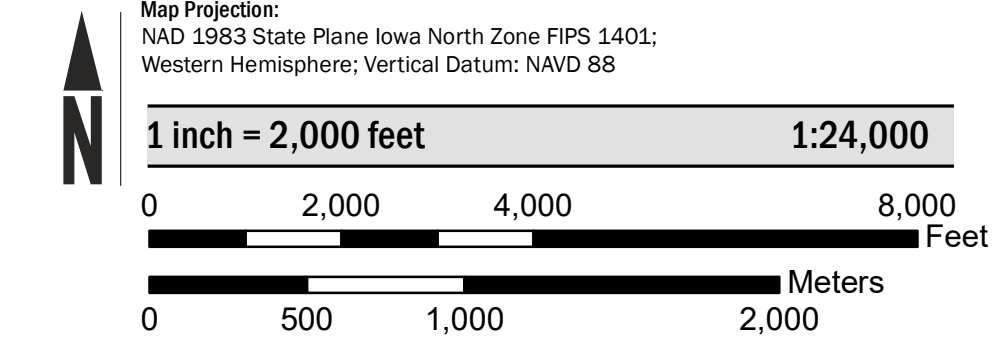 Map Projection:
NAD 1983 State Plane Iowa North Zone FIPS 1401;
Western Hemisphere; Vertical Datum: NAVD 88
N
1 inch = 2,000 feet 1:24,000
0 2,000 4,000 8,000
Feet
Meters
0 500 1,000 2,000